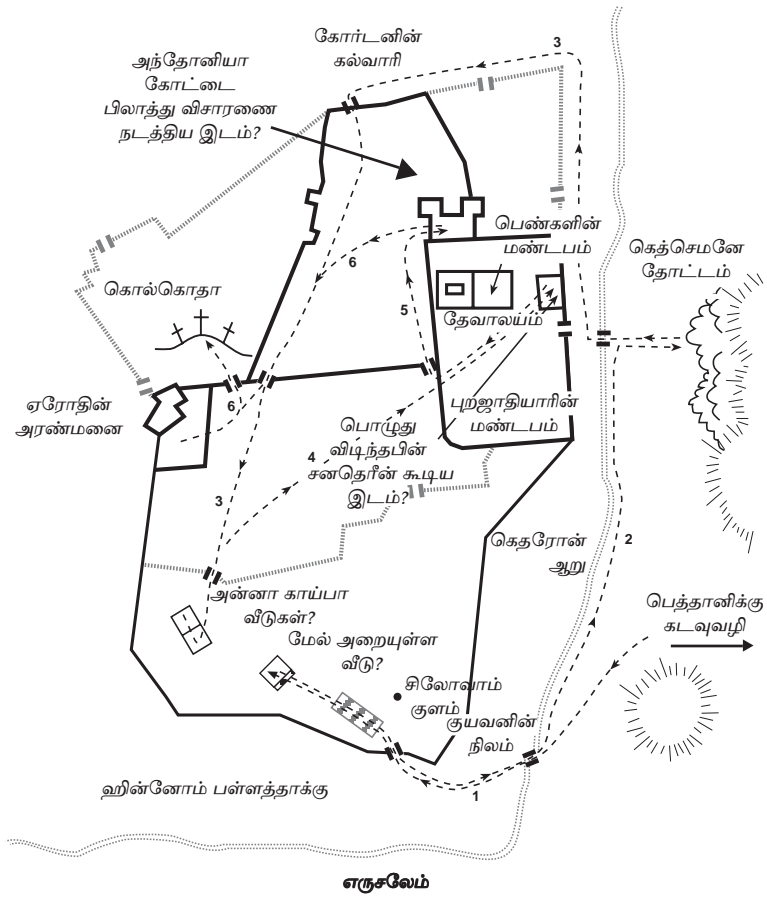 கோர்டனின்
கல்வாரி
3
அந்தோனியா
கோட்டை
பிலாத்து விசாரணை
நடத்திய இடம்?
பெண்களின்
மண்டபம்
கெத்செமனே
தோட்டம்
6
கொல்கொதா
5
தேவாலயம்
ஏரோதின்
அரண்மனை
6
புறஜாதியாரின்
மண்டபம்
பொழுது
விடிந்தபின்
4
சனதெரீன் கூடிய
இடம்?
3
கெதரோன்
ஆறு
2
அன்னா காய்பா
வீடுகள்?
பெத்தானிக்கு
கடவுவழி
மேல் அறையுள்ள
வீடு?
சிலோவாம்
குளம்
குயவனின்
நிலம்
ஹின்னோம் பள்ளத்தாக்கு
1
எருசலேம்